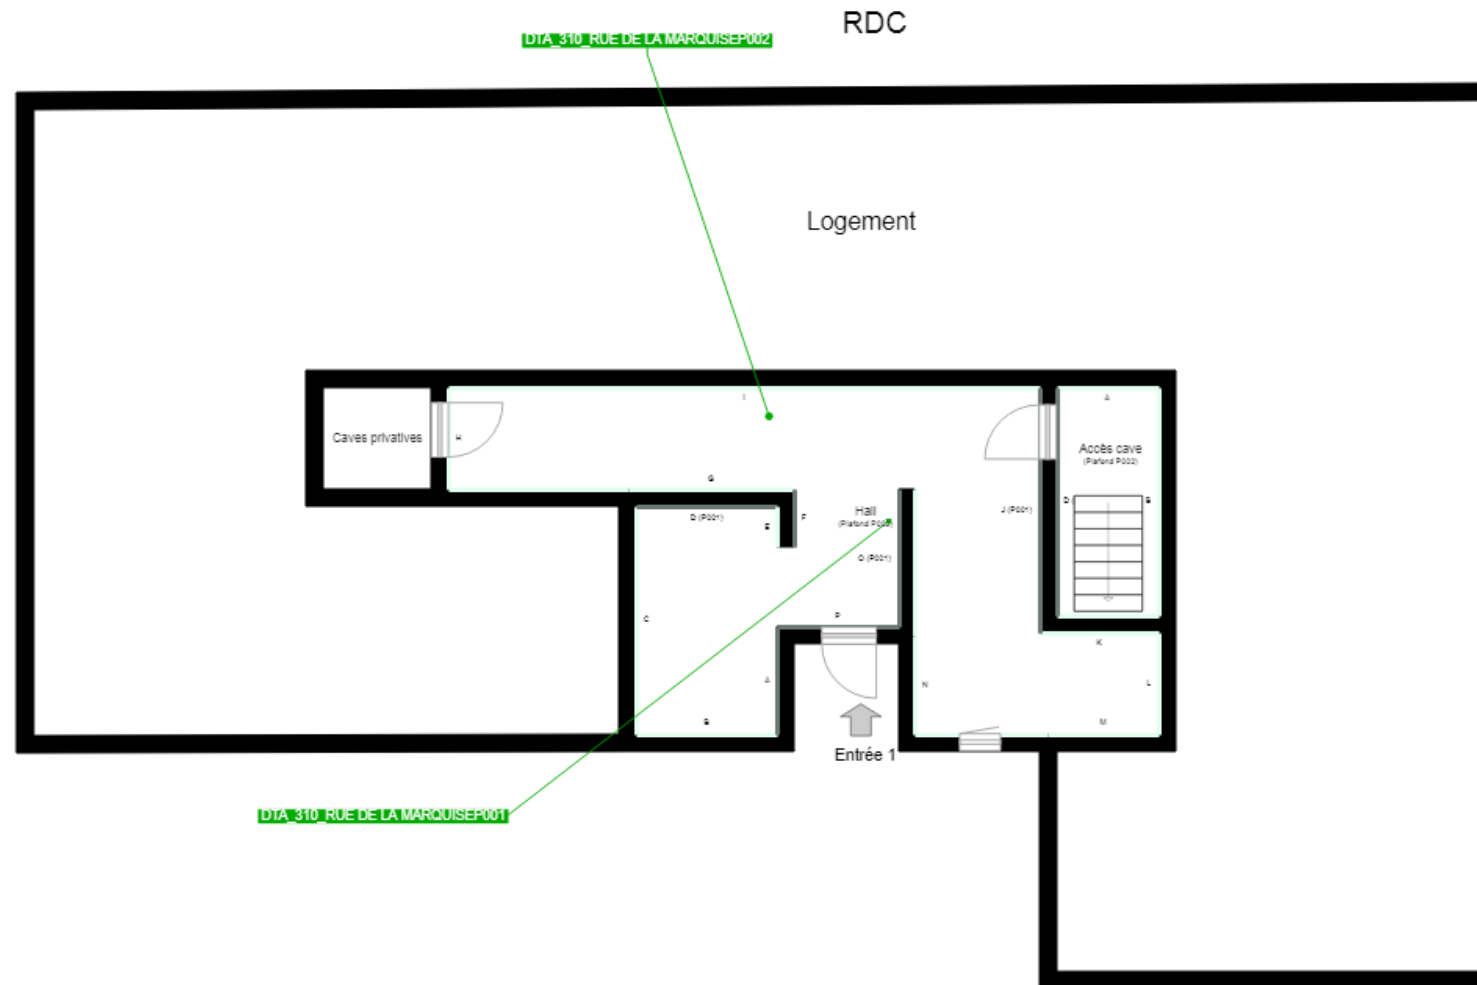 RDC
DTA_310_RUE DE LA MARQUISEP002
Logement
I
A
Caves privatives
H
Accès cave
(Plafond P002)
G
D (
B
D (P001)
E
F
Hall
J (P001)
O (P001)
C
P
K
A
N
L
B
M
Entrée 1
DTA_310_RUE DE LA MARQUISEP001